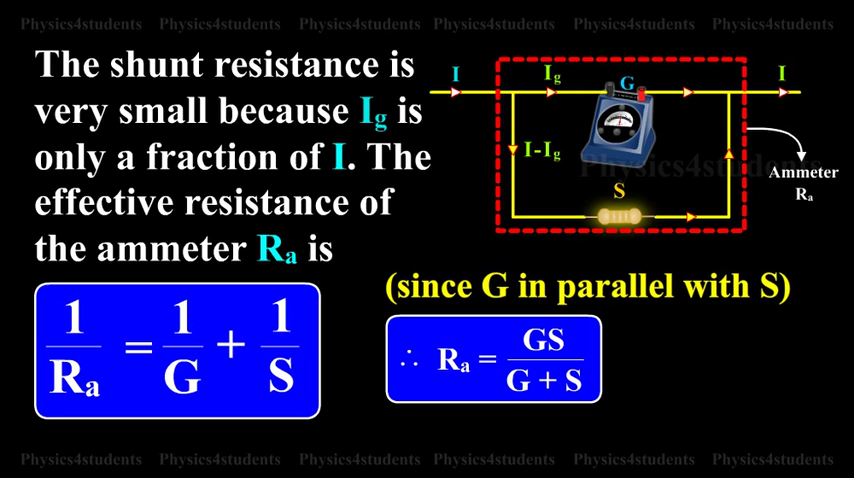 Physics4students Physics4students Physics4students Physics4students Physics4students Physics4students
The shunt resistance is
very small because Ig is
only a fraction of I. The
effective resistance of
the ammeter Ra is
I
Ig
G
I
I-Ig
S
Physics4students
Ammeter
Ra
(since G in parallel with S)
1/Ra = 1/G + 1/S
∴ Ra = GS/G + S
Physics4students Physics4students Physics4students Physics4students Physics4students Physics4students